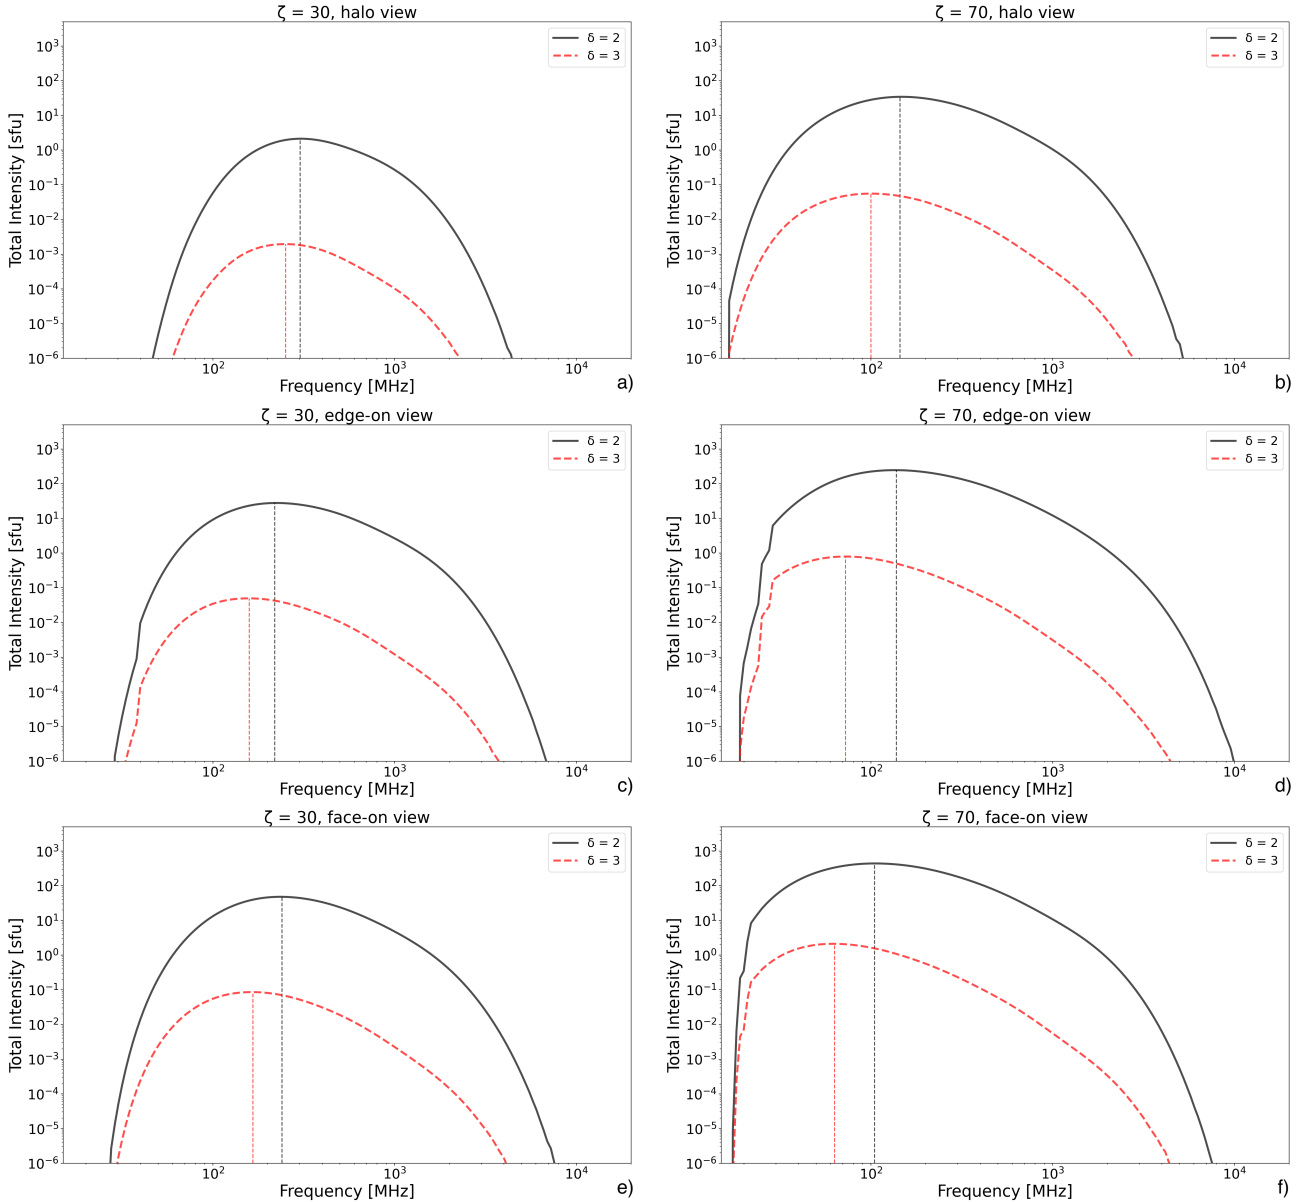 ζ = 30, halo view
Total Intensity [sfu]
10³
10²
10¹
10⁰
10⁻¹
10⁻²
10⁻³
10⁻⁴
10⁻⁵
10⁻⁶
δ = 2
δ = 3
10² 10³ 10⁴
Frequency [MHz]
a)
ζ = 70, halo view
Total Intensity [sfu]
10³
10²
10¹
10⁰
10⁻¹
10⁻²
10⁻³
10⁻⁴
10⁻⁵
10⁻⁶
δ = 2
δ = 3
10² 10³ 10⁴
Frequency [MHz]
b)
ζ = 30, edge-on view
Total Intensity [sfu]
10³
10²
10¹
10⁰
10⁻¹
10⁻²
10⁻³
10⁻⁴
10⁻⁵
10⁻⁶
δ = 2
δ = 3
10² 10³ 10⁴
Frequency [MHz]
c)
ζ = 70, edge-on view
Total Intensity [sfu]
10³
10²
10¹
10⁰
10⁻¹
10⁻²
10⁻³
10⁻⁴
10⁻⁵
10⁻⁶
δ = 2
δ = 3
10² 10³ 10⁴
Frequency [MHz]
d)
ζ = 30, face-on view
Total Intensity [sfu]
10³
10²
10¹
10⁰
10⁻¹
10⁻²
10⁻³
10⁻⁴
10⁻⁵
10⁻⁶
δ = 2
δ = 3
10² 10³ 10⁴
Frequency [MHz]
e)
ζ = 70, face-on view
Total Intensity [sfu]
10³
10²
10¹
10⁰
10⁻¹
10⁻²
10⁻³
10⁻⁴
10⁻⁵
10⁻⁶
δ = 2
δ = 3
10² 10³ 10⁴
Frequency [MHz]
f)